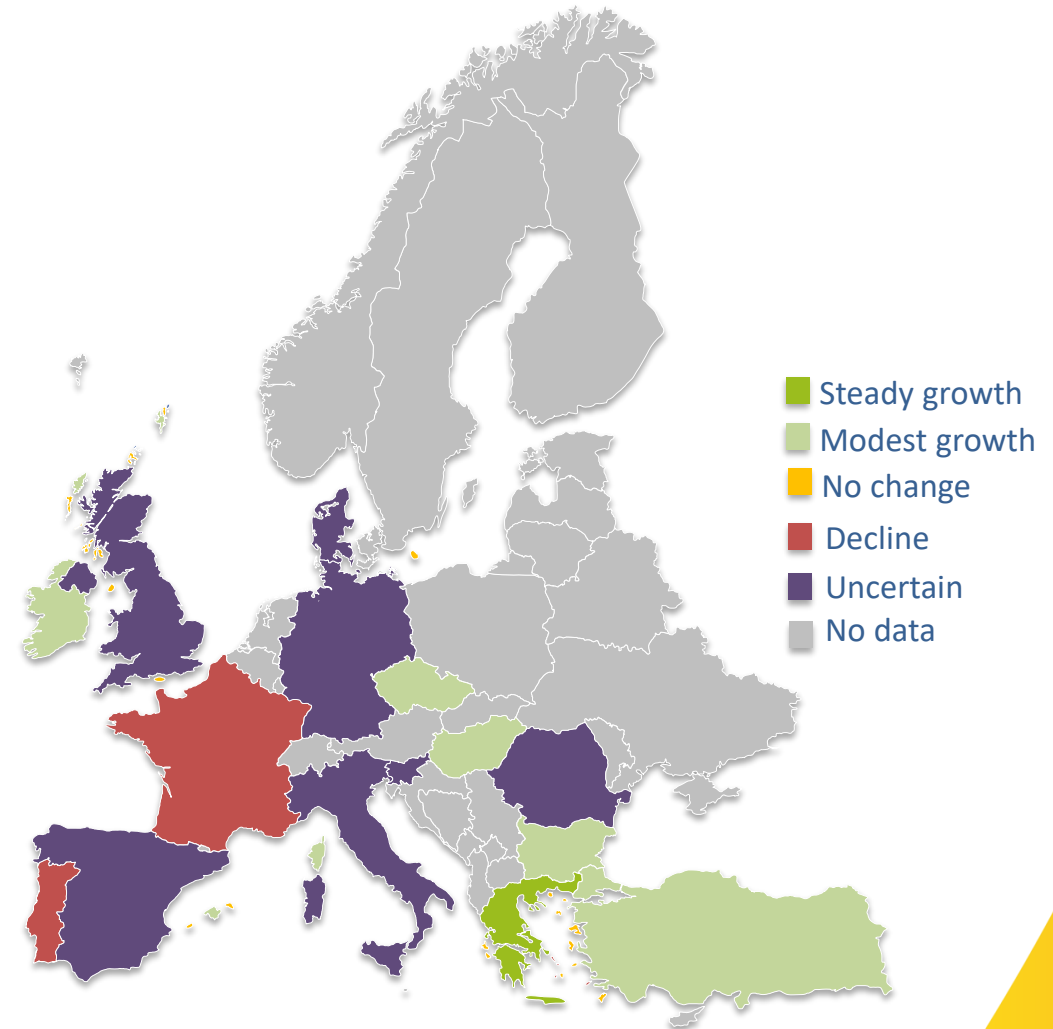 Steady growth
Modest growth
No change
Decline
Uncertain
No data